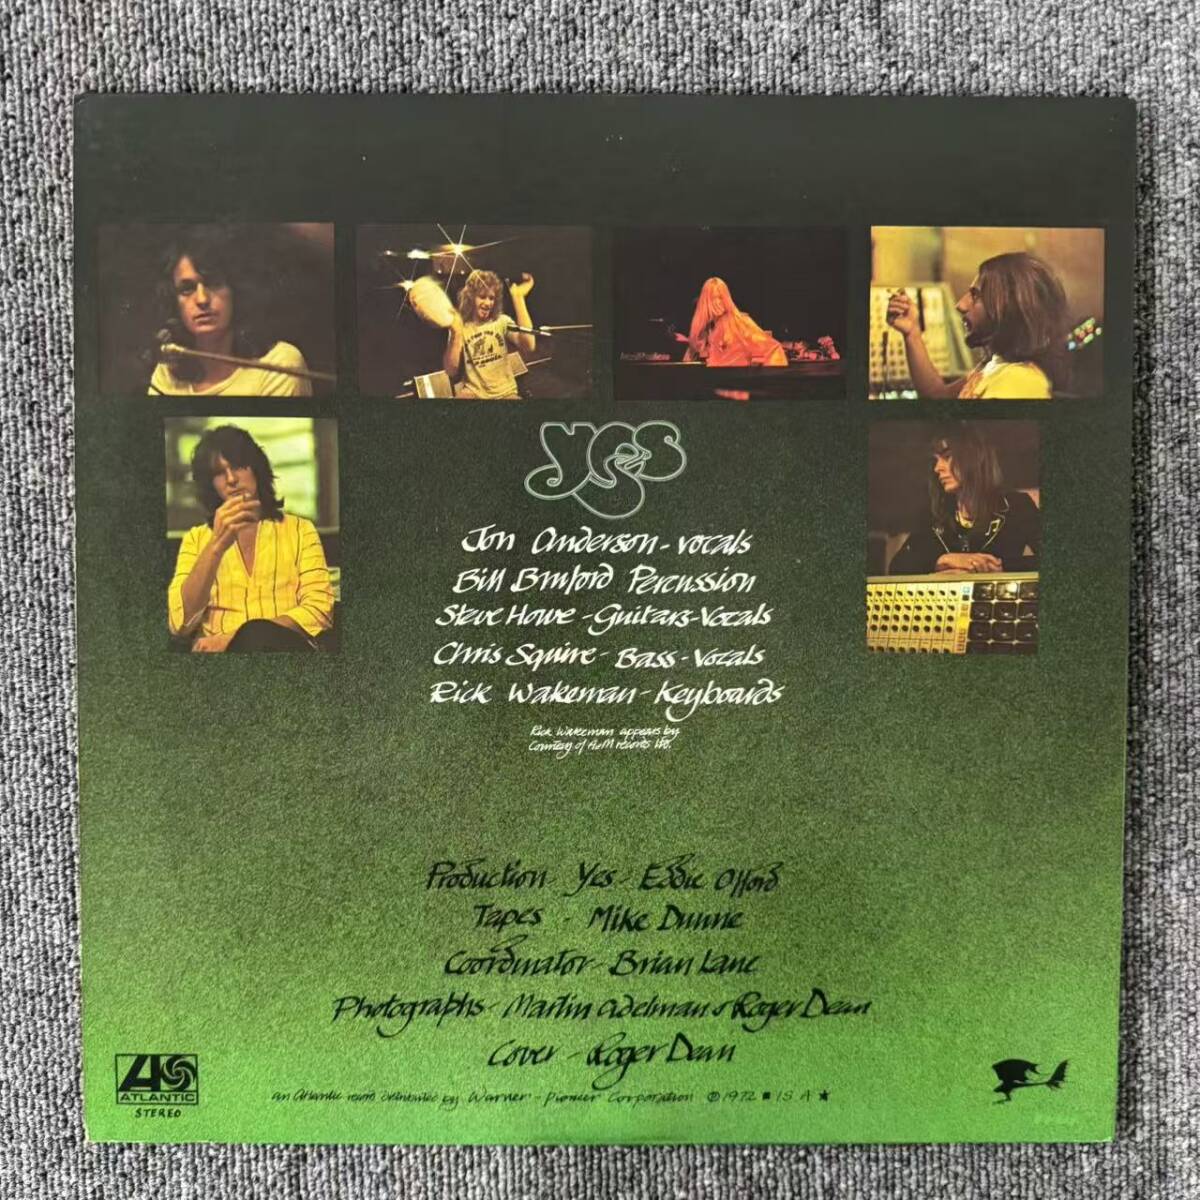 yes
Jon Anderson - vocals
Bill Bruford Percussion
Steve Howe - Guitars - Vocals
Chris Squire - Bass - Vocals
Rick Wakeman - Keyboards
Rick Wakeman appears by
Courtesy of A&M records ltd.
Production Yes - Eddie Offord
Tapes - Mike Dunne
Coordinator - Brian Lane
Photographs - Martin Adelman & Roger Dean
Cover - Roger Dean
ATLANTIC
STEREO
an Atlantic record distributed by Warner - Pioneer Corporation ℗ 1972 ■ IS A ★